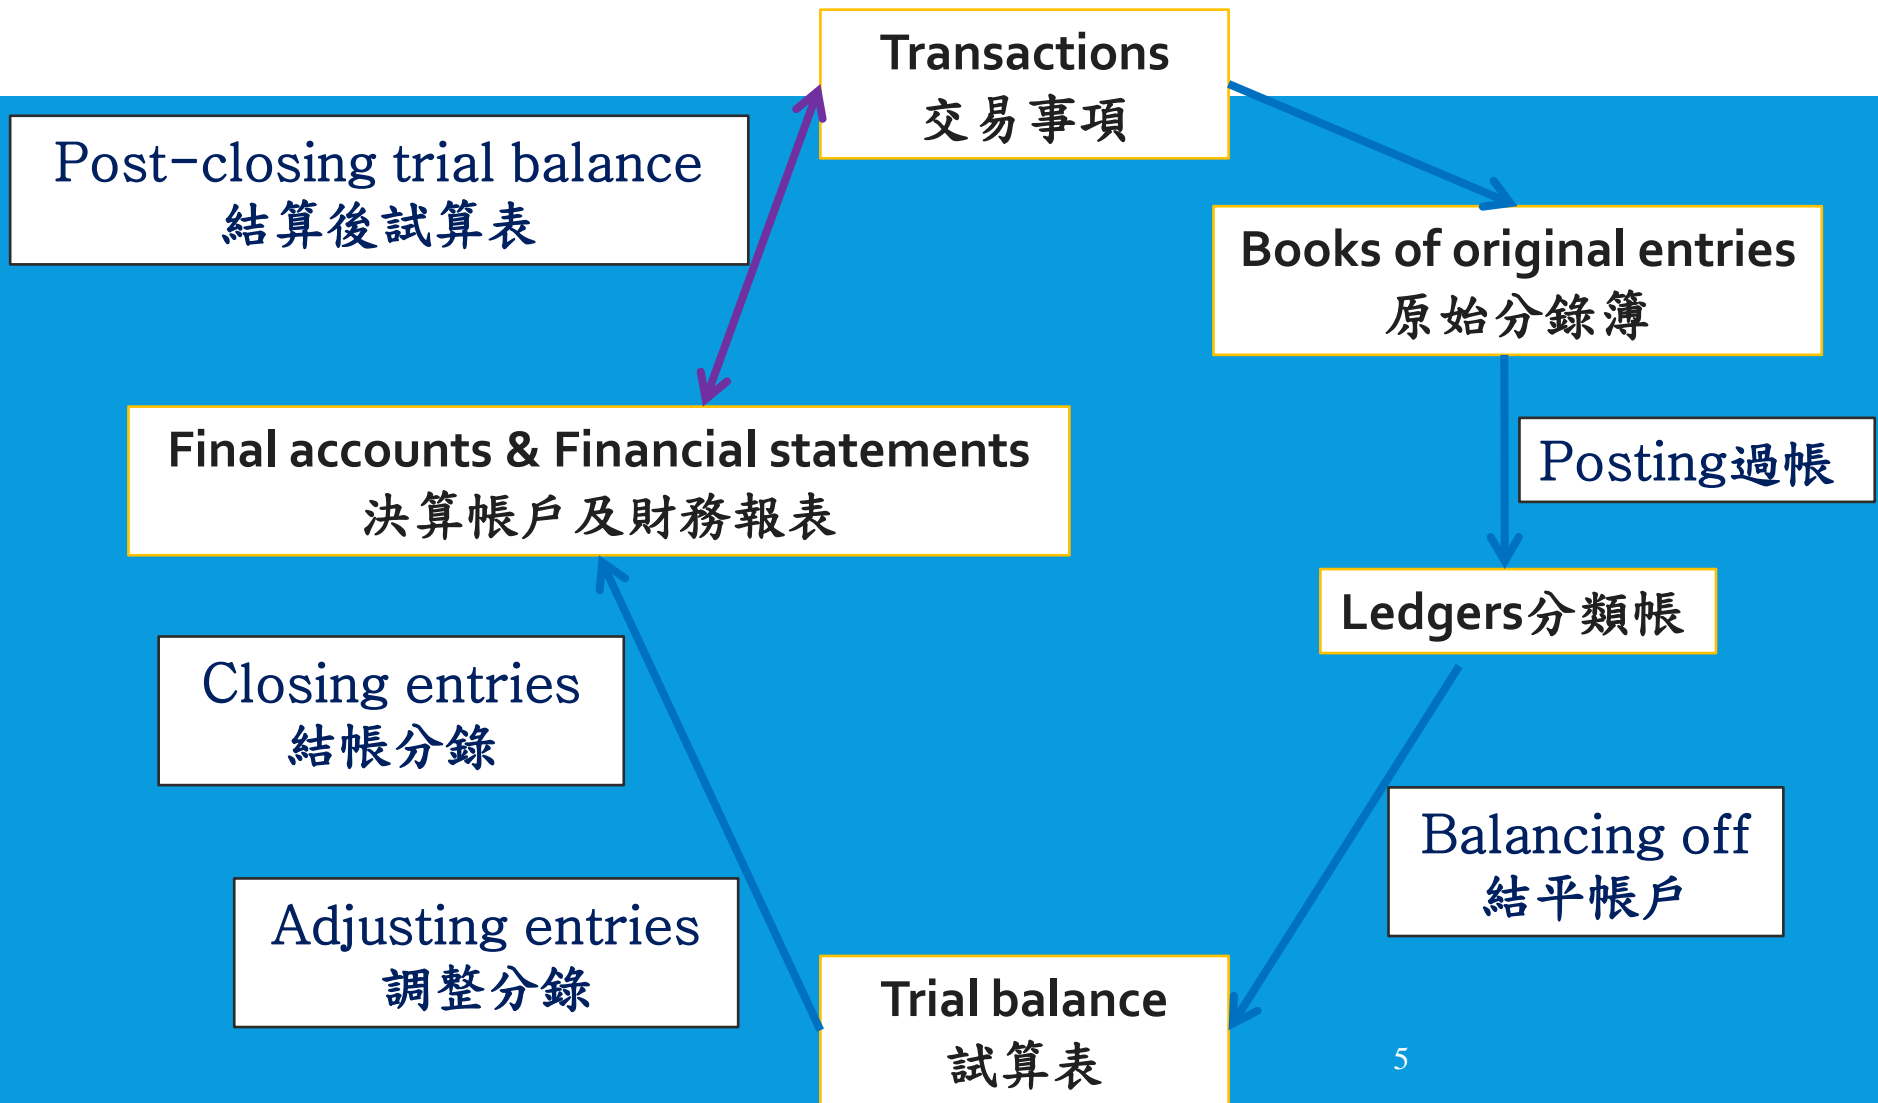 Transactions
交易事項
Post-closing trial balance
結算後試算表
Books of original entries
原始分錄簿
Final accounts & Financial statements
決算帳戶及財務報表
Posting過帳
Ledgers分類帳
Closing entries
結帳分錄
Balancing off
結平帳戶
Adjusting entries
調整分錄
Trial balance
試算表
5